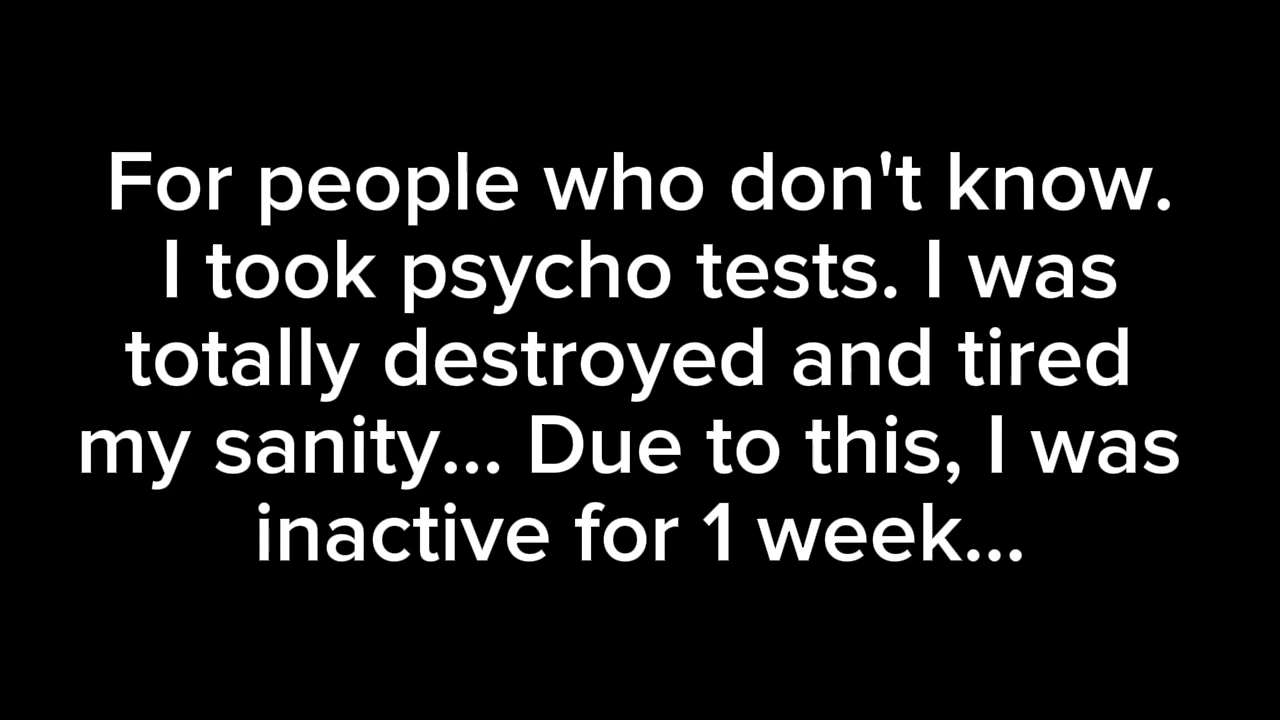 For people who don't know.
I took psycho tests. I was
totally destroyed and tired
my sanity... Due to this, I was
inactive for 1 week...